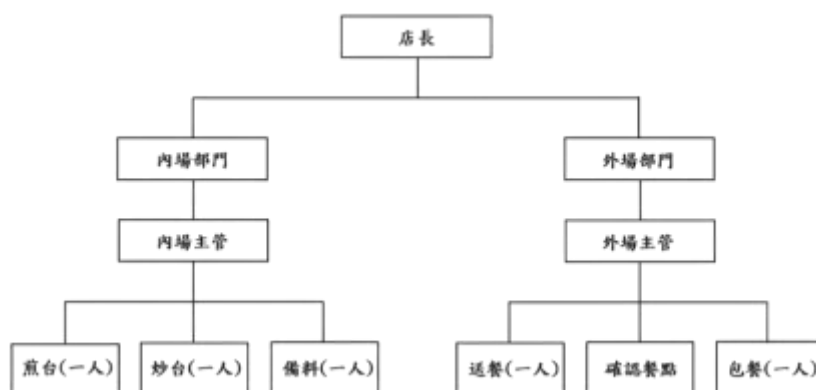 店長
內場部門
外場部門
內場主管
外場主管
煎台(一人)
炒台(一人)
備料(一人)
送餐(一人)
確認餐點
包餐(一人)